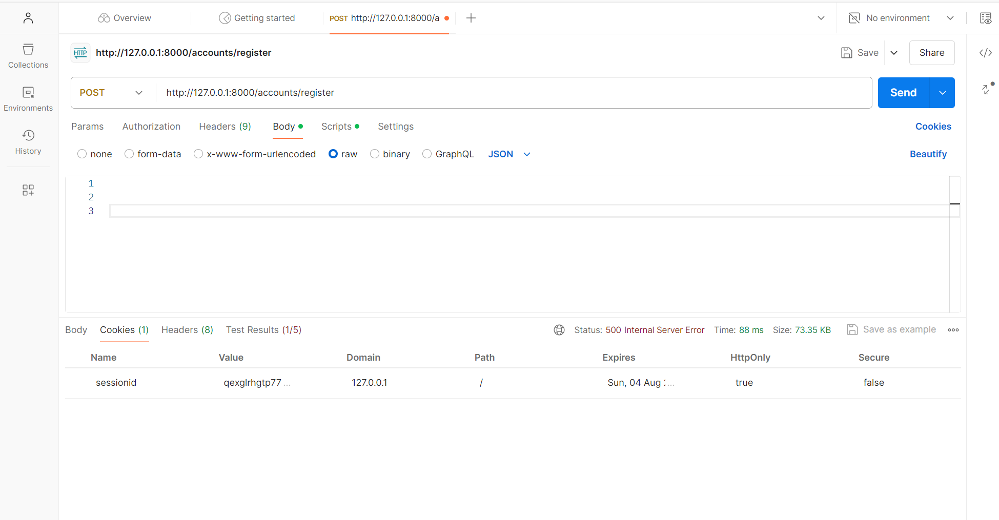 Overview
Getting started
POST http://127.0.0.1:8000/a
No environment
HTTP http://127.0.0.1:8000/accounts/register
Save
Share
Collections
Environments
History
POST http://127.0.0.1:8000/accounts/register
Send
Params Authorization Headers (9) Body Scripts Settings
Cookies
none form-data x-www-form-urlencoded raw binary GraphQL JSON
Beautify
1
2
3
Body Cookies (1) Headers (8) Test Results (1/5)
Status: 500 Internal Server Error Time: 88 ms Size: 73.35 KB
Save as example
Name Value Domain Path Expires HttpOnly Secure
sessionid qexglrhgtp77 ... 127.0.0.1 / Sun, 04 Aug ... true false